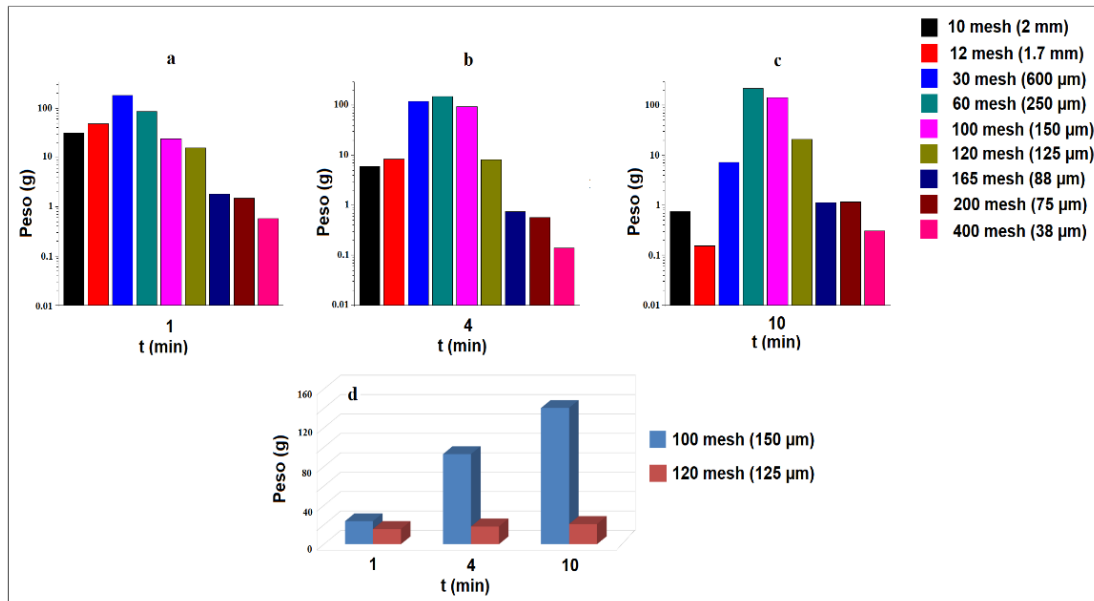 a
100
10
1
0.1
0.01
Peso (g)
1
t (min)
b
100
10
1
0.1
0.01
Peso (g)
4
t (min)
c
100
10
1
0.1
0.01
Peso (g)
10
t (min)
10 mesh (2 mm)
12 mesh (1.7 mm)
30 mesh (600 µm)
60 mesh (250 µm)
100 mesh (150 µm)
120 mesh (125 µm)
165 mesh (88 µm)
200 mesh (75 µm)
400 mesh (38 µm)
d
160
120
80
40
0
Peso (g)
1 4 10
t (min)
100 mesh (150 µm)
120 mesh (125 µm)